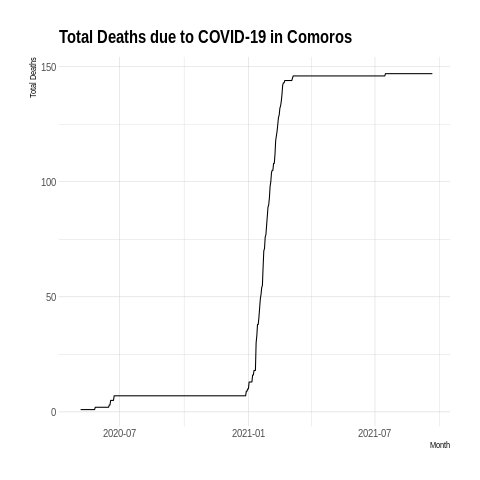 Total Deaths due to COVID-19 in Comoros
Total Deaths
150
100
50
0
2020-07 2021-01 2021-07
Month